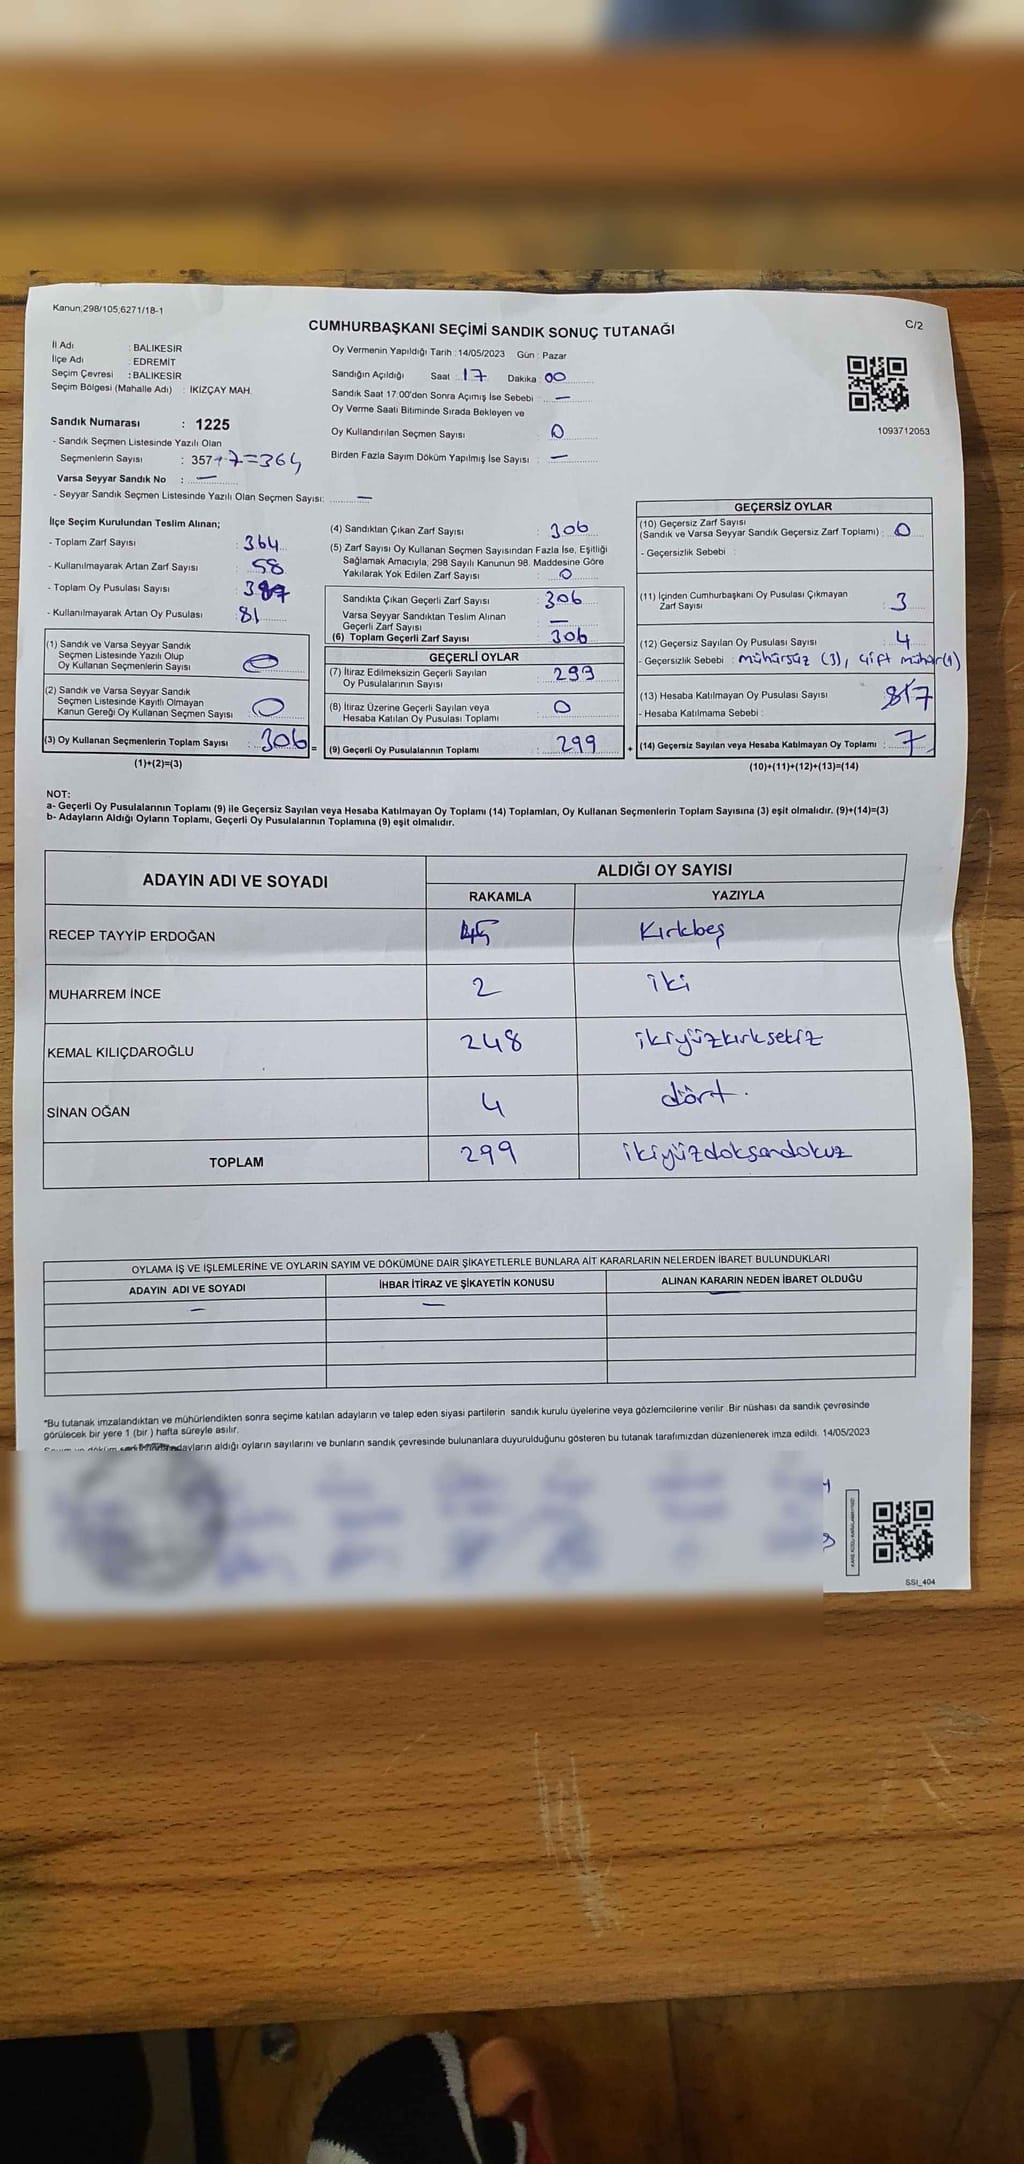 Kanun;298/105;6271/18-1
CUMHURBAŞKANI SEÇİMİ SANDIK SONUÇ TUTANAĞI
C/2
İl Adı : BALIKESİR
İlçe Adı : EDREMİT
Seçim Çevresi : BALIKESİR
Seçim Bölgesi (Mahalle Adı) : İKİZÇAY MAH.
Oy Vermenin Yapıldığı Tarih :14/05/2023 Gün : Pazar
Sandığın Açıldığı Saat : 17 Dakika : 00
Sandık Saat 17:00'den Sonra Açımış İse Sebebi : —
Oy Verme Saati Bitiminde Sırada Bekleyen ve
Oy Kullandırılan Seçmen Sayısı : 0
Birden Fazla Sayım Döküm Yapılmış İse Sayısı : —
1093712053
Sandık Numarası : 1225
- Sandık Seçmen Listesinde Yazılı Olan
Seçmenlerin Sayısı : 357+7=364
Varsa Seyyar Sandık No : —
- Seyyar Sandık Seçmen Listesinde Yazılı Olan Seçmen Sayısı: —
İlçe Seçim Kurulundan Teslim Alınan;
- Toplam Zarf Sayısı : 364
- Kullanılmayarak Artan Zarf Sayısı : 58
- Toplam Oy Pusulası Sayısı :
- Kullanılmayarak Artan Oy Pusulası : 81
(1) Sandık ve Varsa Seyyar Sandık
Seçmen Listesinde Yazılı Olup
Oy Kullanan Seçmenlerin Sayısı :
(2) Sandık ve Varsa Seyyar Sandık
Seçmen Listesinde Kayıtlı Olmayan
Kanun Gereği Oy Kullanan Seçmen Sayısı : 0
(3) Oy Kullanan Seçmenlerin Toplam Sayısı : 306 =
(1)+(2)=(3)
(4) Sandıktan Çıkan Zarf Sayısı : 306
(5) Zarf Sayısı Oy Kullanan Seçmen Sayısından Fazla İse, Eşitliği
Sağlamak Amacıyla; 298 Sayılı Kanunun 98. Maddesine Göre
Yakılarak Yok Edilen Zarf Sayısı : 0
Sandıkta Çıkan Geçerli Zarf Sayısı : 306
Varsa Seyyar Sandıktan Teslim Alınan
Geçerli Zarf Sayısı : —
(6) Toplam Geçerli Zarf Sayısı : 306
GEÇERLİ OYLAR
(7) İtiraz Edilmeksizin Geçerli Sayılan
Oy Pusulalarının Sayısı : 299
(8) İtiraz Üzerine Geçerli Sayılan veya
Hesaba Katılan Oy Pusulası Toplamı : 0
(9) Geçerli Oy Pusulalarının Toplamı : 299 +
GEÇERSİZ OYLAR
(10) Geçersiz Zarf Sayısı
(Sandık ve Varsa Seyyar Sandık Geçersiz Zarf Toplamı) : 0
- Geçersizlik Sebebi :
(11) İçinden Cumhurbaşkanı Oy Pusulası Çıkmayan
Zarf Sayısı : 3
(12) Geçersiz Sayılan Oy Pusulası Sayısı : 4
- Geçersizlik Sebebi : mühürsüz (3), çift mühür(1)
(13) Hesaba Katılmayan Oy Pusulası Sayısı
- Hesaba Katılmama Sebebi :
(14) Geçersiz Sayılan veya Hesaba Katılmayan Oy Toplamı : 7
(10)+(11)+(12)+(13)=(14)
NOT:
a- Geçerli Oy Pusulalarının Toplamı (9) ile Geçersiz Sayılan veya Hesaba Katılmayan Oy Toplamı (14) Toplamları, Oy Kullanan Seçmenlerin Toplam Sayısına (3) eşit olmalıdır. (9)+(14)=(3)
b- Adayların Aldığı Oyların Toplamı, Geçerli Oy Pusulalarının Toplamına (9) eşit olmalıdır.
ADAYIN ADI VE SOYADI ALDIĞI OY SAYISI
RAKAMLA YAZIYLA
RECEP TAYYİP ERDOĞAN 45 Kırkbeş
MUHARREM İNCE 2 iki
KEMAL KILIÇDAROĞLU 248 ikiyüzkırksekiz
SİNAN OĞAN 4 dört.
TOPLAM 299 ikiyüzdoksandokuz
OYLAMA İŞ VE İŞLEMLERİNE VE OYLARIN SAYIM VE DÖKÜMÜNE DAİR ŞİKAYETLERLE BUNLARA AİT KARARLARIN NELERDEN İBARET BULUNDUKLARI
ADAYIN ADI VE SOYADI İHBAR İTİRAZ VE ŞİKAYETİN KONUSU ALINAN KARARIN NEDEN İBARET OLDUĞU
— — —
*Bu tutanak imzalandıktan ve mühürlendikten sonra seçime katılan adayların ve talep eden siyasi partilerin sandık kurulu üyelerine veya gözlemcilerine verilir .Bir nüshası da sandık çevresinde
görülecek bir yere 1 (bir ) hafta süreyle asılır.
adayların aldığı oyların sayılarını ve bunların sandık çevresinde bulunanlara duyurulduğunu gösteren bu tutanak tarafımızdan düzenlenerek imza edildi. 14/05/2023
SSI_404